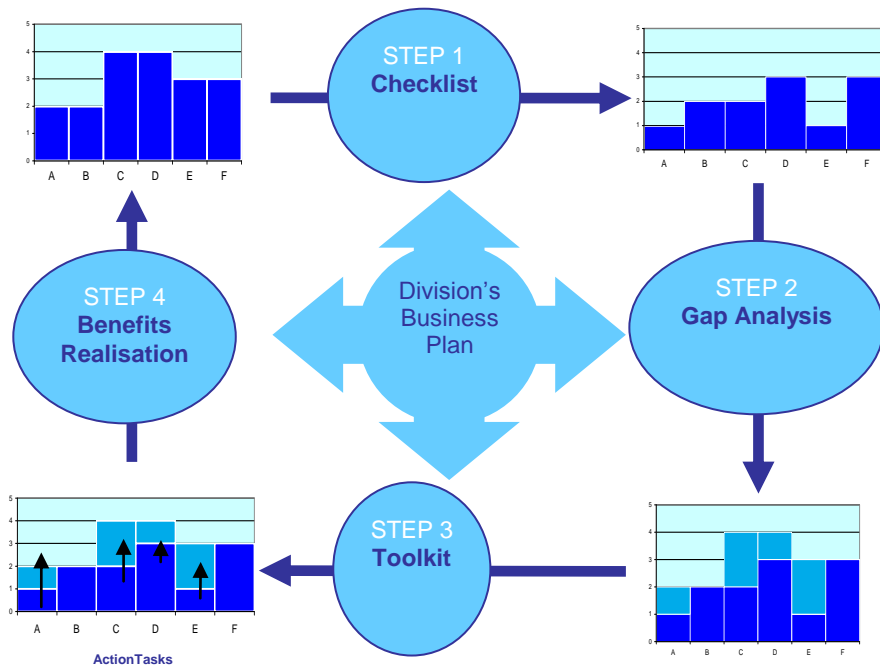 5
4
3
2
1
0
A B C D E F
STEP 1
Checklist
5
4
3
2
1
0
A B C D E F
STEP 4
Benefits
Realisation
Division's
Business
Plan
STEP 2
Gap Analysis
5
4
3
2
1
0
A B C D E F
ActionTasks
STEP 3
Toolkit
5
4
3
2
1
0
A B C D E F